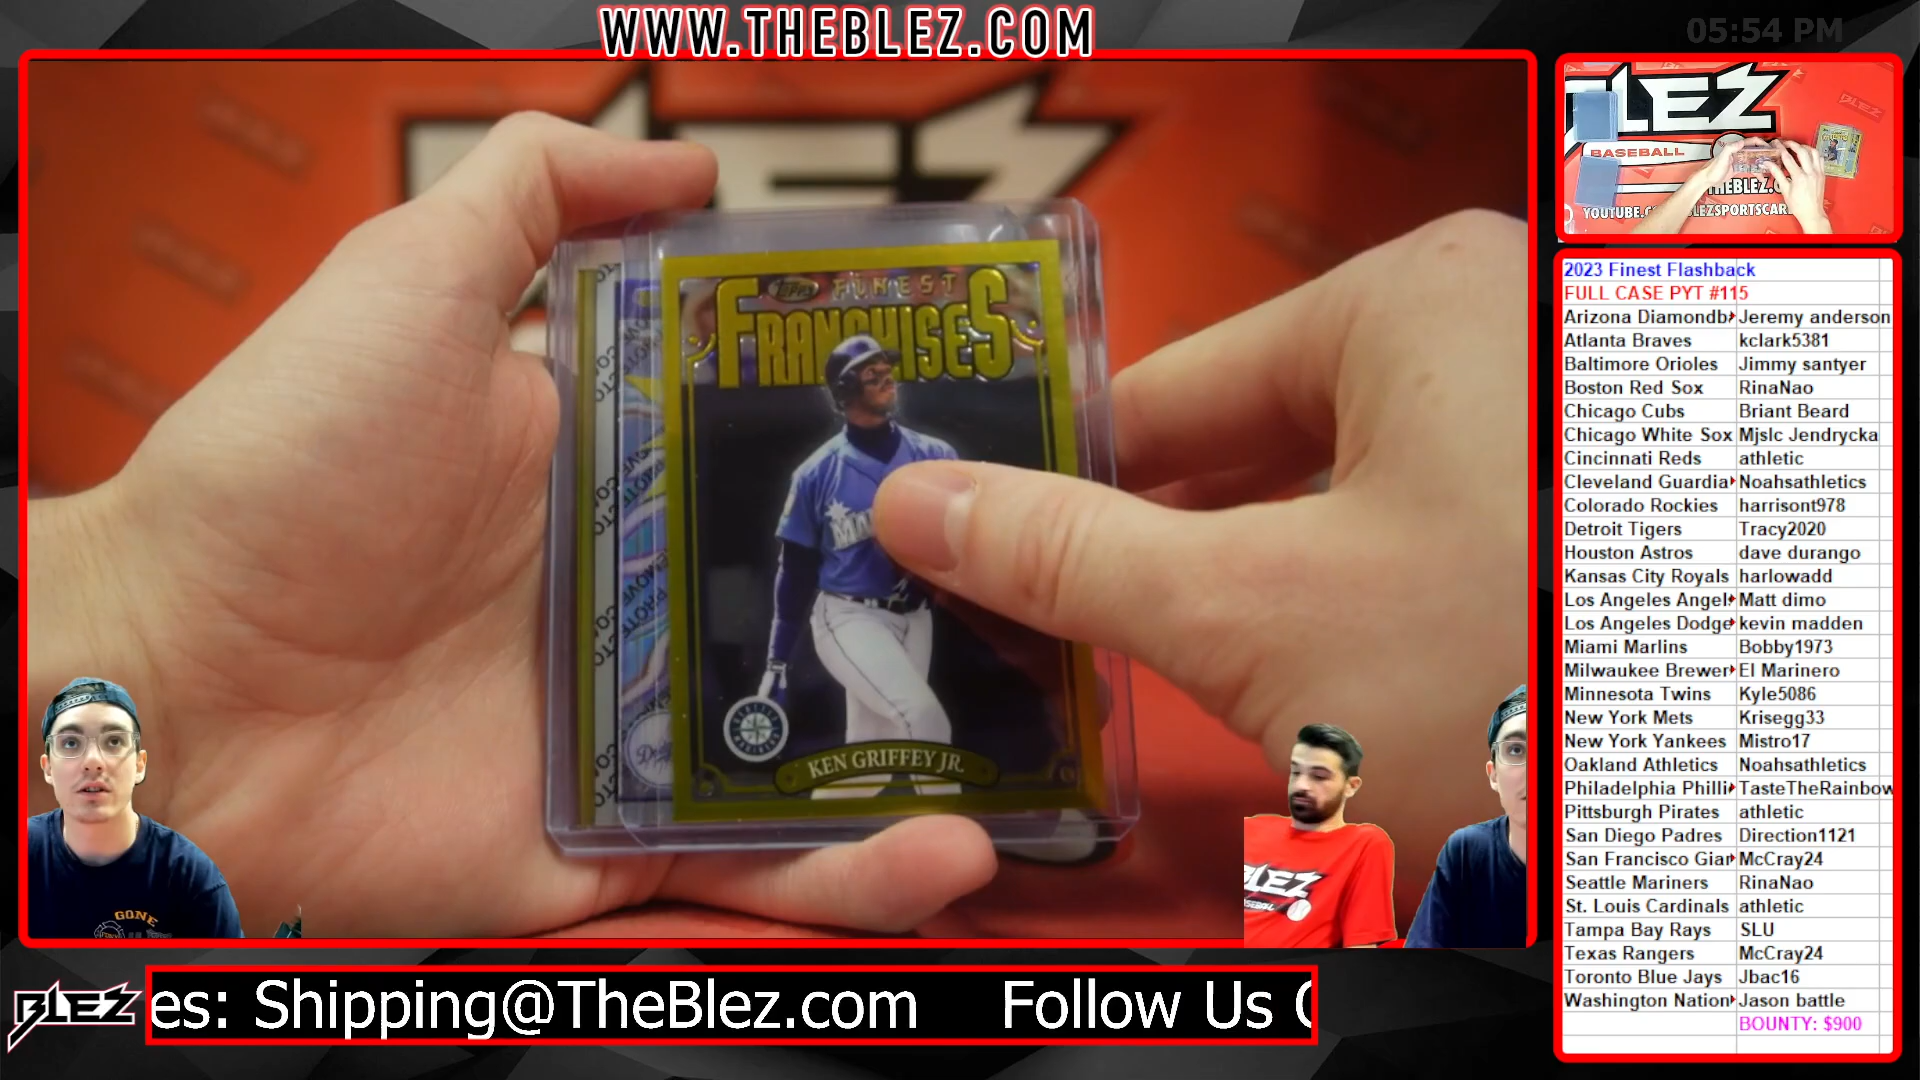 WWW.THEBLEZ.COM
05:54 PM
BLEZ
TOPPS FINEST
FRANCHISES
MA
KEN GRIFFEY JR.
GONE
BLEZ
BLEZ
es: Shipping@TheBlez.com Follow Us
BLEZ
BASEBALL
THEBLEZ.C
YOUTUBE.C
LEZSPORTSCAR
2023 Finest Flashback
FULL CASE PYT #115
Arizona Diamondb Jeremy anderson
Atlanta Braves kclark5381
Baltimore Orioles Jimmy santyer
Boston Red Sox RinaNao
Chicago Cubs Briant Beard
Chicago White Sox Mjslc Jendrycka
Cincinnati Reds athletic
Cleveland Guardia Noahsathletics
Colorado Rockies harrisont978
Detroit Tigers Tracy2020
Houston Astros dave durango
Kansas City Royals harlowadd
Los Angeles Angel Matt dimo
Los Angeles Dodge kevin madden
Miami Marlins Bobby1973
Milwaukee Brewer El Marinero
Minnesota Twins Kyle5086
New York Mets Krisegg33
New York Yankees Mistro17
Oakland Athletics Noahsathletics
Philadelphia Philli TasteTheRainbow
Pittsburgh Pirates athletic
San Diego Padres Direction1121
San Francisco Giar McCray24
Seattle Mariners RinaNao
St. Louis Cardinals athletic
Tampa Bay Rays SLU
Texas Rangers McCray24
Toronto Blue Jays Jbac16
Washington Nation Jason battle
BOUNTY: $900